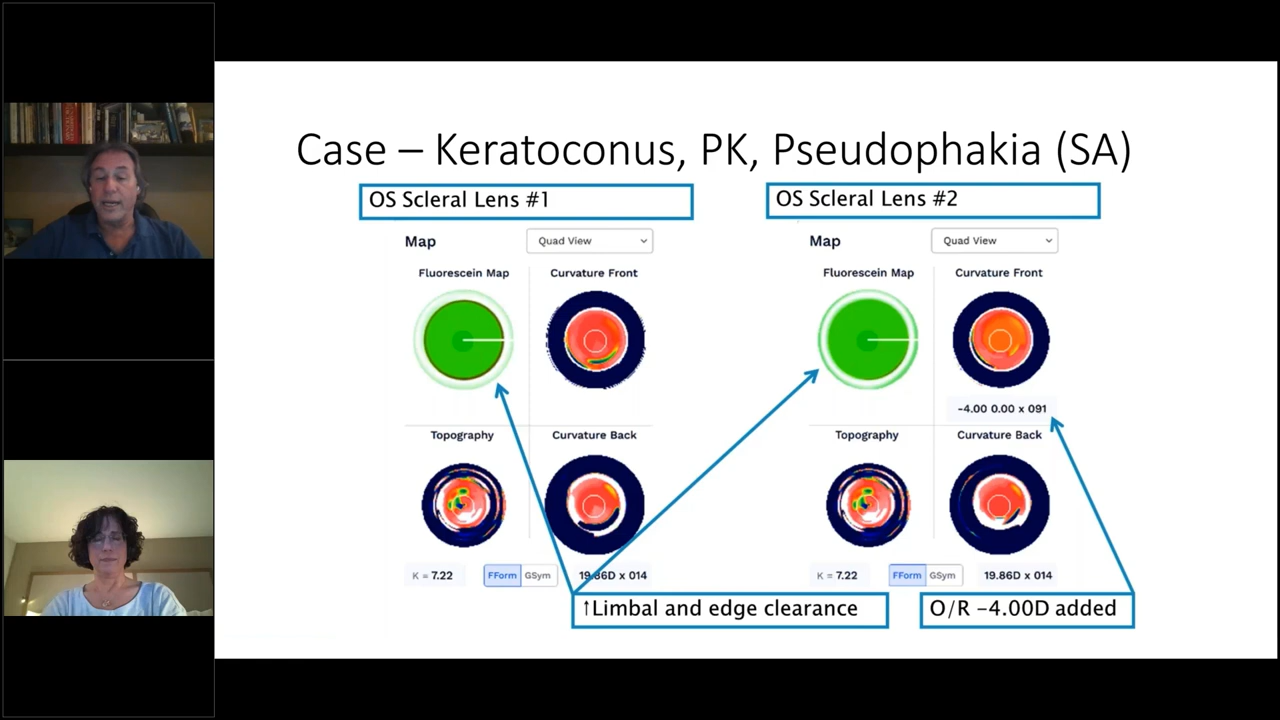 Case – Keratoconus, PK, Pseudophakia (SA)
OS Scleral Lens #1
OS Scleral Lens #2
Map
Quad View
Map
Quad View
Fluorescein Map
Curvature Front
Fluorescein Map
Curvature Front
-4.00 0.00 x 091
Topography
Curvature Back
Topography
Curvature Back
K = 7.22
FForm
GSym
19.86D x 014
K = 7.22
FForm
GSym
19.86D x 014
↑Limbal and edge clearance
O/R -4.00D added